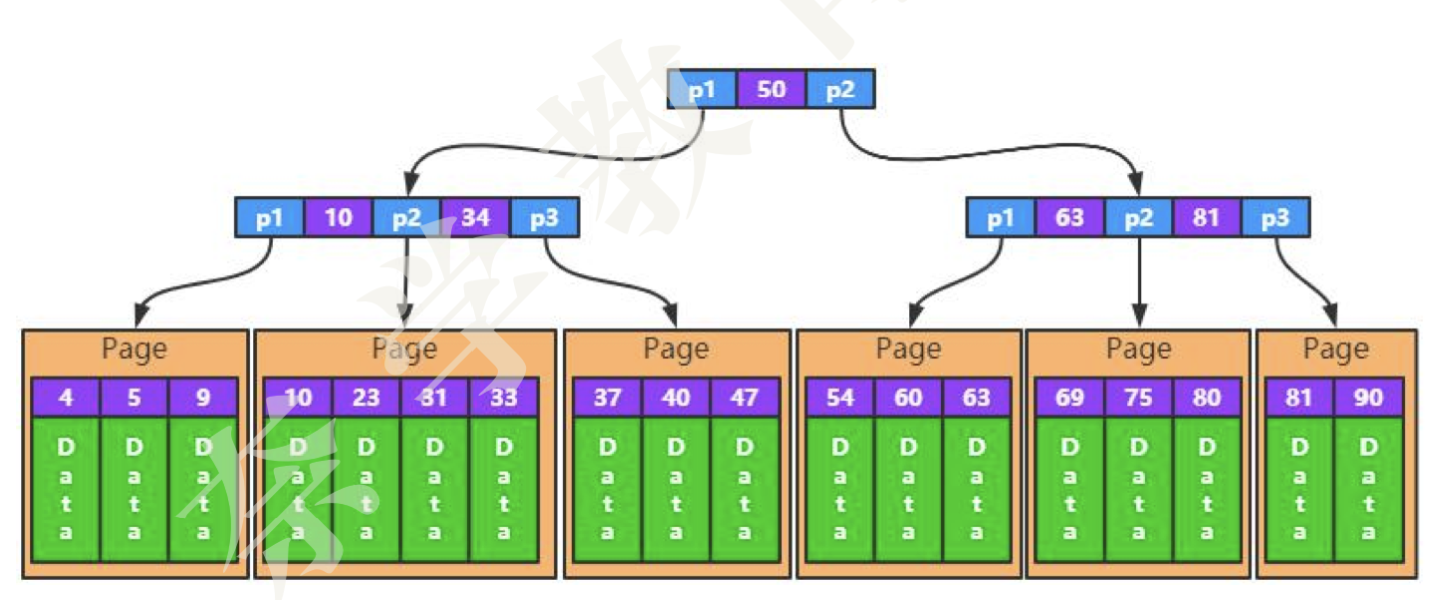 p1 50 p2
p1 10 p2 34 p3
p1 63 p2 81 p3
Page
4 5 9
Data Data Data
Page
10 23 31 33
Data Data Data Data
Page
37 40 47
Data Data Data
Page
54 60 63
Data Data Data
Page
69 75 80
Data Data Data
Page
81 90
Data Data
学教